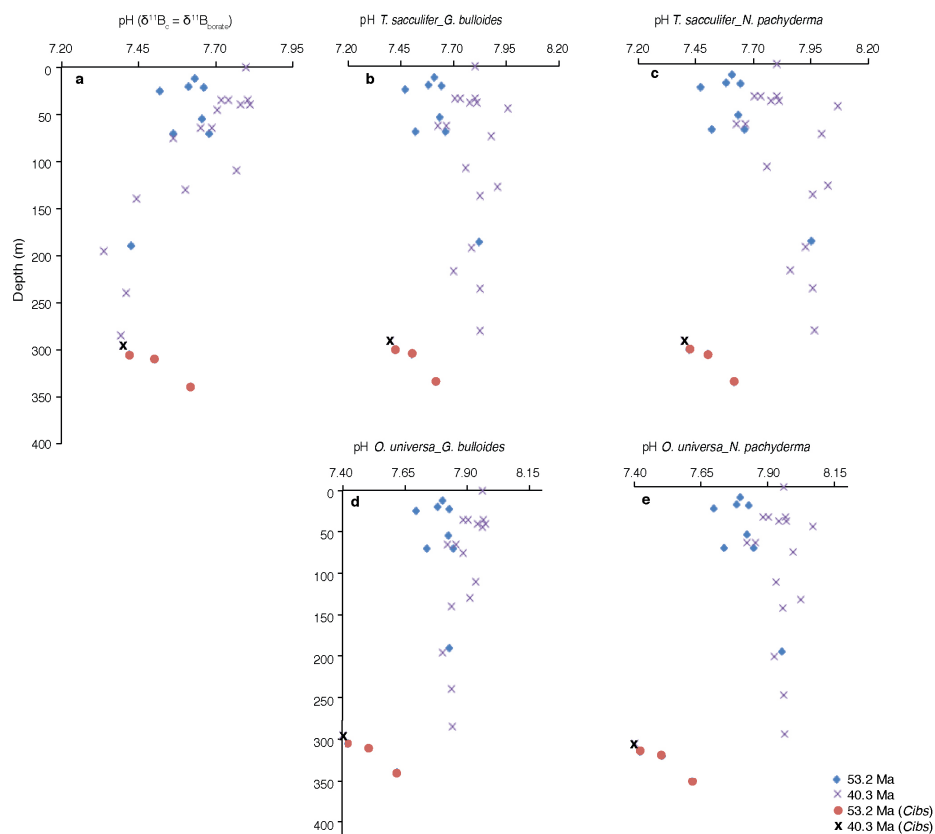 pH (δ¹¹Bc = δ¹¹Bborate)
7.20 7.45 7.70 7.95
a
0
50
100
150
200
250
300
350
400
Depth (m)
pH T. sacculifer_G. bulloides
7.20 7.45 7.70 7.95 8.20
b
pH T. sacculifer_N. pachyderma
7.20 7.45 7.70 7.95 8.20
c
pH O. universa_G. bulloides
7.40 7.65 7.90 8.15
d
0
50
100
150
200
250
300
350
400
pH O. universa_N. pachyderma
7.40 7.65 7.90 8.15
e
53.2 Ma
40.3 Ma
53.2 Ma (Cibs)
40.3 Ma (Cibs)